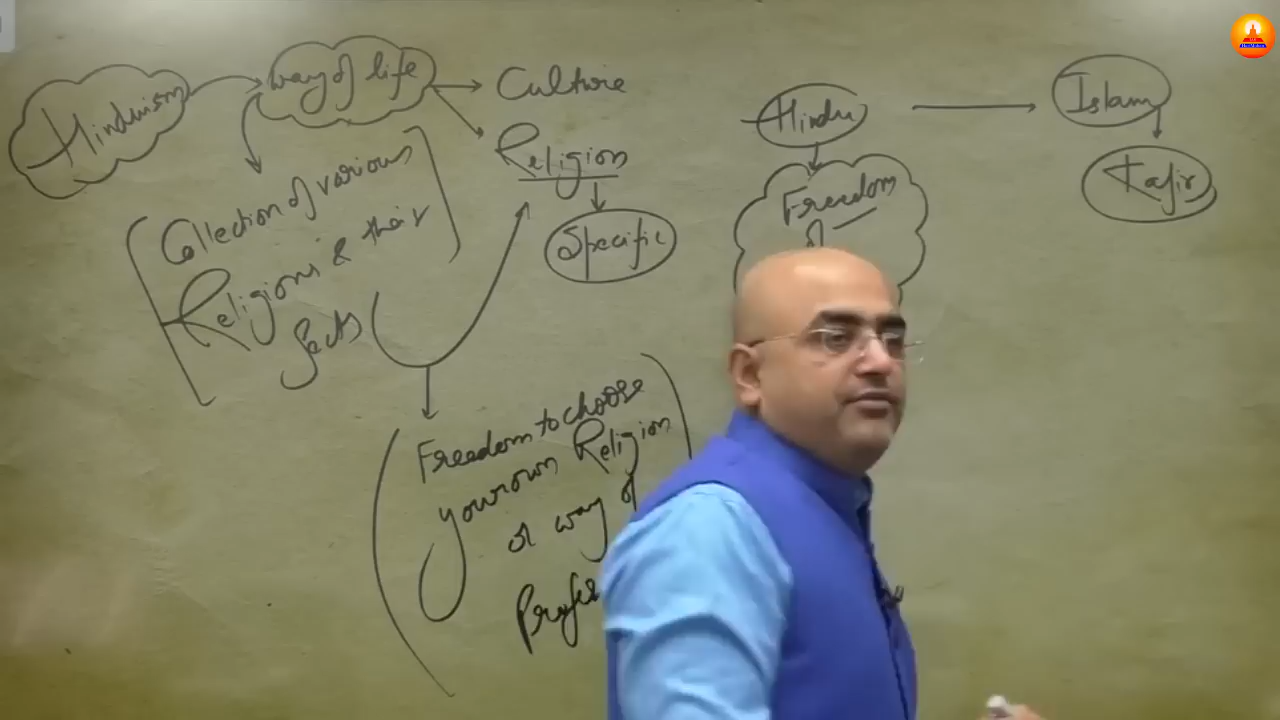 Hinduism
way of life
Culture
Religion
Specific
Collection of various
Religions & their
Sects
Freedom to choose
your own Religion
or way of
Hindu
Freedom
Islam
Kafir